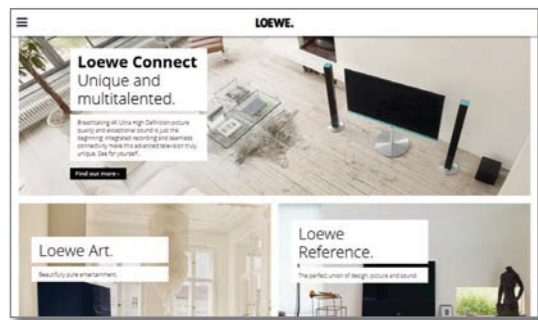 LOEWE.
Loewe Connect
Unique and
multitalented.
Breathtaking 4K Ultra High Definition picture
quality and exceptional sound is just the
beginning. Integrated recording and seamless
connectivity make this advanced television truly
unique. See for yourself...
Find out more ›
Loewe Art.
Beautifully pure entertainment.
Loewe
Reference.
The perfect union of design, picture and sound.